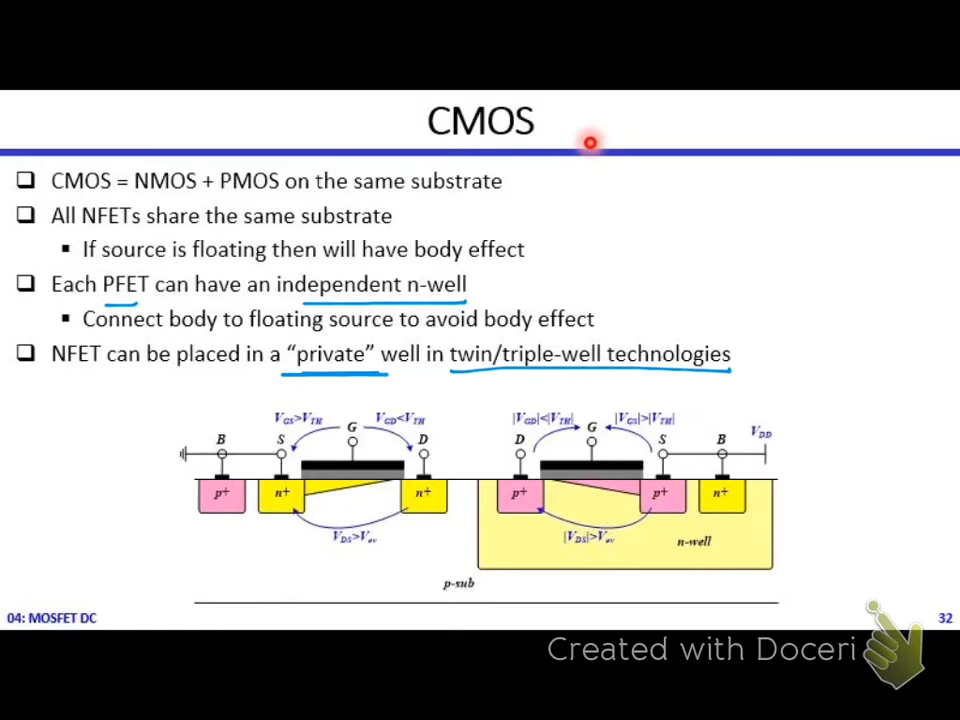 CMOS
❑ CMOS = NMOS + PMOS on the same substrate
❑ All NFETs share the same substrate
▪ If source is floating then will have body effect
❑ Each PFET can have an independent n-well
▪ Connect body to floating source to avoid body effect
❑ NFET can be placed in a “private” well in twin/triple-well technologies
V_GS>V_TH V_GD<V_TH |V_GD|<|V_TH| |V_GS|>|V_TH|
B S G D D G S B V_DD
p+ n+ n+ p+ p+ n+
V_DS>V_ov |V_DS|>V_ov n-well
p-sub
04: MOSFET DC 32
Created with Doceri